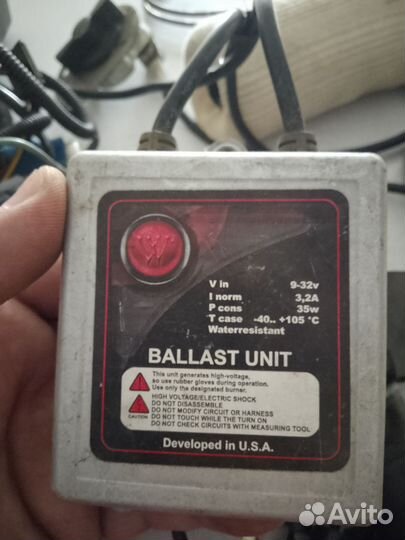 V in 9-32v
I norm 3,2A
P cons 35w
T case -40.. +105 °C
Waterresistant
BALLAST UNIT
This unit generates high-voltage,
so use rubber gloves during operation.
Use only the designated burner.
HIGH VOLTAGE/ELECTRIC SHOCK
DO NOT DISASSEMBLE
DO NOT MODIFY CIRCUIT OR HARNESS
DO NOT TOUCH WHILE THE TURN ON
DO NOT CHECK CIRCUITS WITH MEASURING TOOL
CAUTION
Developed in U.S.A.
Avito